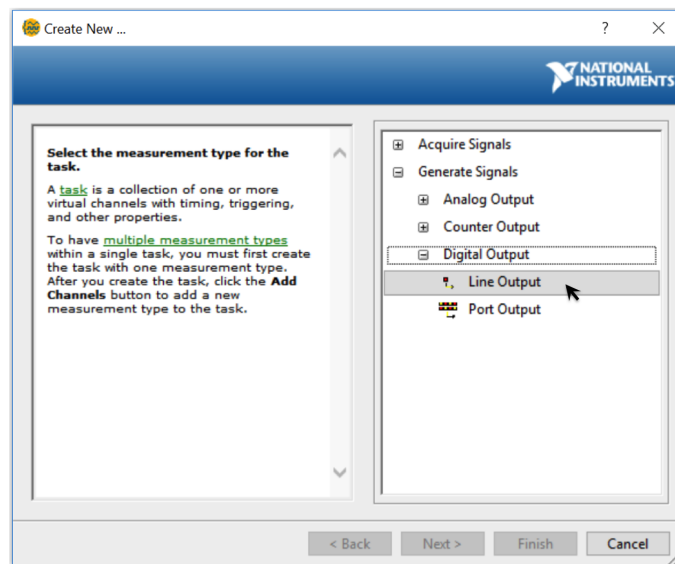 Create New ...
?
NATIONAL
INSTRUMENTS
Select the measurement type for the
task.
A task is a collection of one or more
virtual channels with timing, triggering,
and other properties.
To have multiple measurement types
within a single task, you must first create
the task with one measurement type.
After you create the task, click the Add
Channels button to add a new
measurement type to the task.
Acquire Signals
Generate Signals
Analog Output
Counter Output
Digital Output
Line Output
Port Output
< Back
Next >
Finish
Cancel